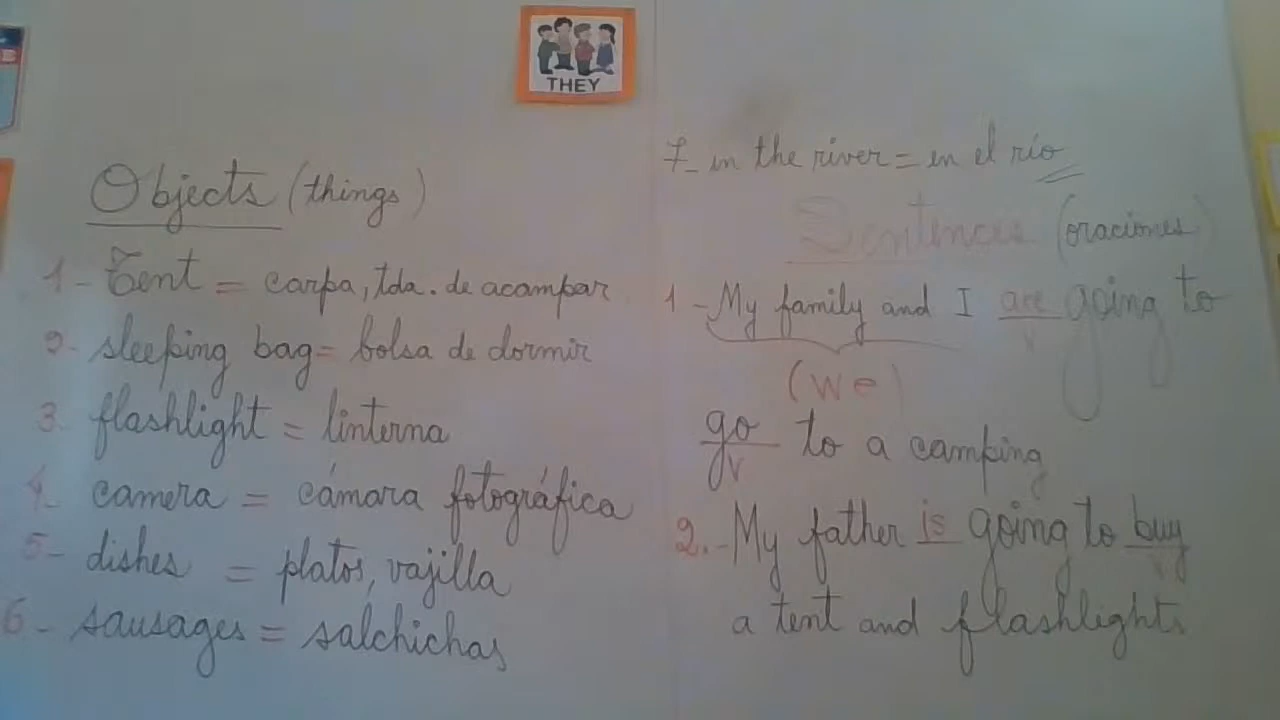 THEY
Objects (things)
1- Tent = carpa, tda. de acampar
2- sleeping bag = bolsa de dormir
3- flashlight = linterna
4- camera = cámara fotográfica
5- dishes = platos, vajilla
6- sausages = salchichas
7- in the river = en el río
Sentences (oraciones)
1- My family and I are going to
V
(We)
go to a camping
V
2.- My father is going to buy
a tent and flashlights